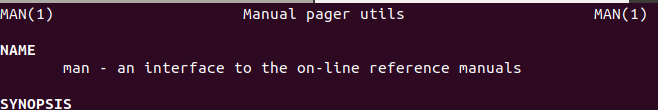 MAN(1) Manual pager utils MAN(1)
NAME
man - an interface to the on-line reference manuals
SYNOPSIS